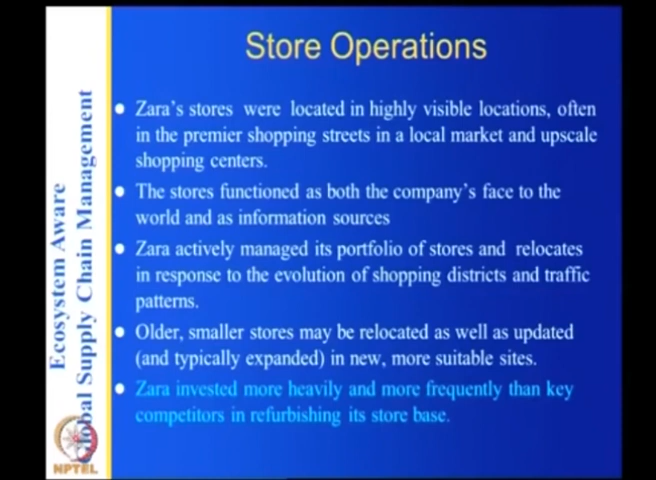 Store Operations
Zara's stores were located in highly visible locations, often
in the premier shopping streets in a local market and upscale
shopping centers.
The stores functioned as both the company's face to the
world and as information sources
Zara actively managed its portfolio of stores and relocates
in response to the evolution of shopping districts and traffic
patterns.
Older, smaller stores may be relocated as well as updated
(and typically expanded) in new, more suitable sites.
Zara invested more heavily and more frequently than key
competitors in refurbishing its store base.
Ecosystem Aware
Global Supply Chain Management
NPTEL